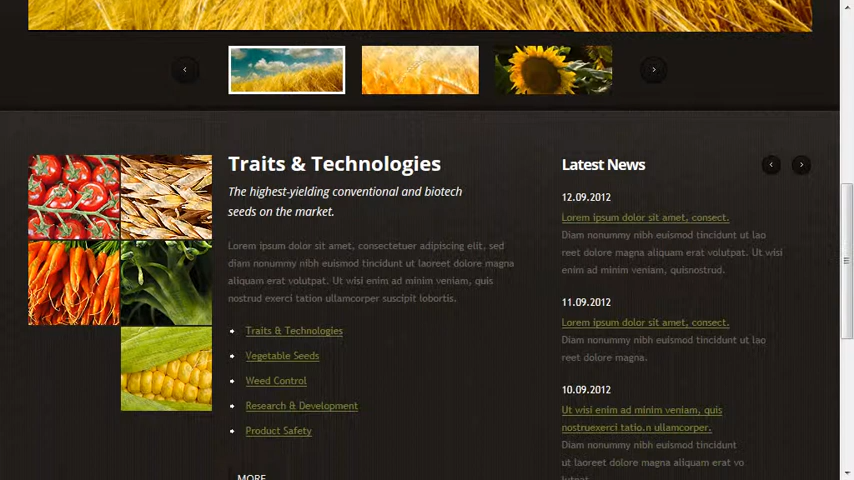 Traits & Technologies
The highest-yielding conventional and biotech
seeds on the market.
Lorem ipsum dolor sit amet, consectetuer adipiscing elit, sed
diam nonummy nibh euismod tincidunt ut laoreet dolore magna
aliquam erat volutpat. Ut wisi enim ad minim veniam, quis
nostrud exerci tation ullamcorper suscipit lobortis.
Traits & Technologies
Vegetable Seeds
Weed Control
Research & Development
Product Safety
MORE
Latest News
12.09.2012
Lorem ipsum dolor sit amet, consect.
Diam nonummy nibh euismod tincidunt ut lao
reet dolore magna aliquam erat volutpat. Ut wisi
enim ad minim veniam, quisnostrud.
11.09.2012
Lorem ipsum dolor sit amet, consect.
Diam nonummy nibh euismod tincidunt ut lao
reet dolore magna.
10.09.2012
Ut wisi enim ad minim veniam, quis
nostruexerci tatio.n ullamcorper.
Diam nonummy nibh euismod tincidunt
ut laoreet dolore magna aliquam erat vo